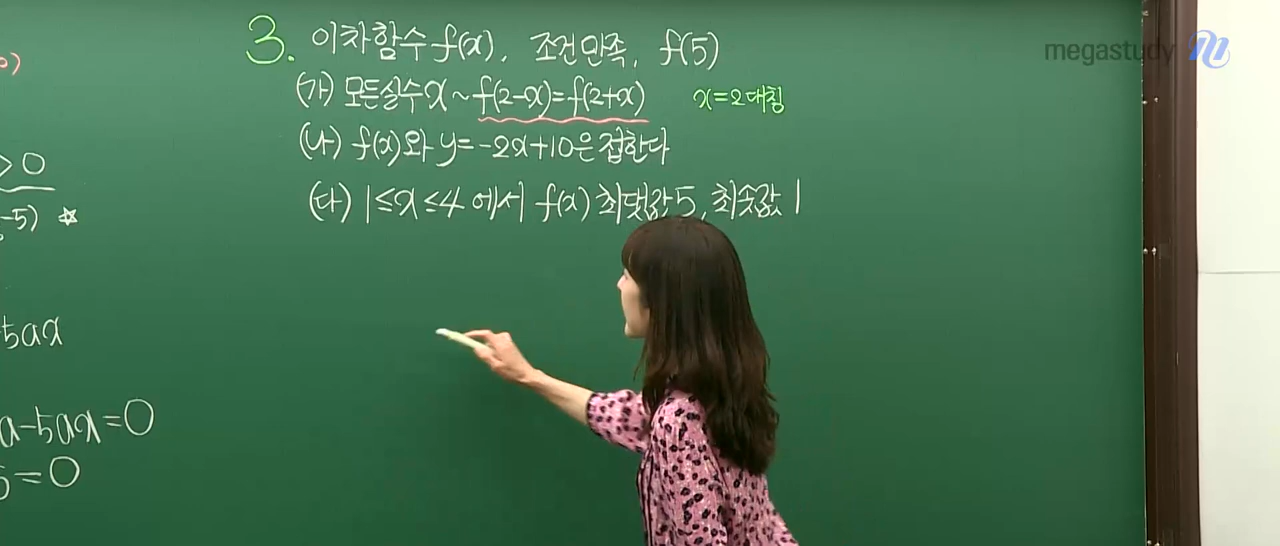 3. 이차함수 f(x), 조건만족, f(5)
(가) 모든실수 x ~ f(2-x)=f(2+x) x=2대칭
(나) f(x)와 y=-2x+10은 접한다
(다) 1≤x≤4 에서 f(x) 최댓값 5, 최솟값 1
>0
-5) ☆
5ax
a-5ax=0
=0
megastudy